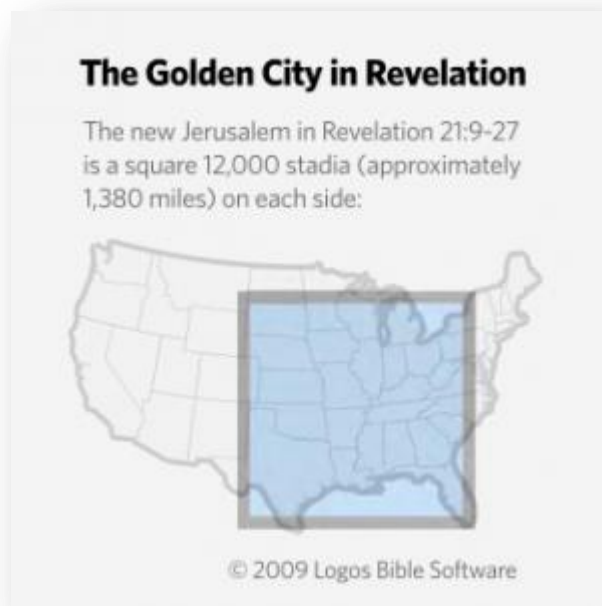 The Golden City in Revelation
The new Jerusalem in Revelation 21:9-27
is a square 12,000 stadia (approximately
1,380 miles) on each side:
© 2009 Logos Bible Software